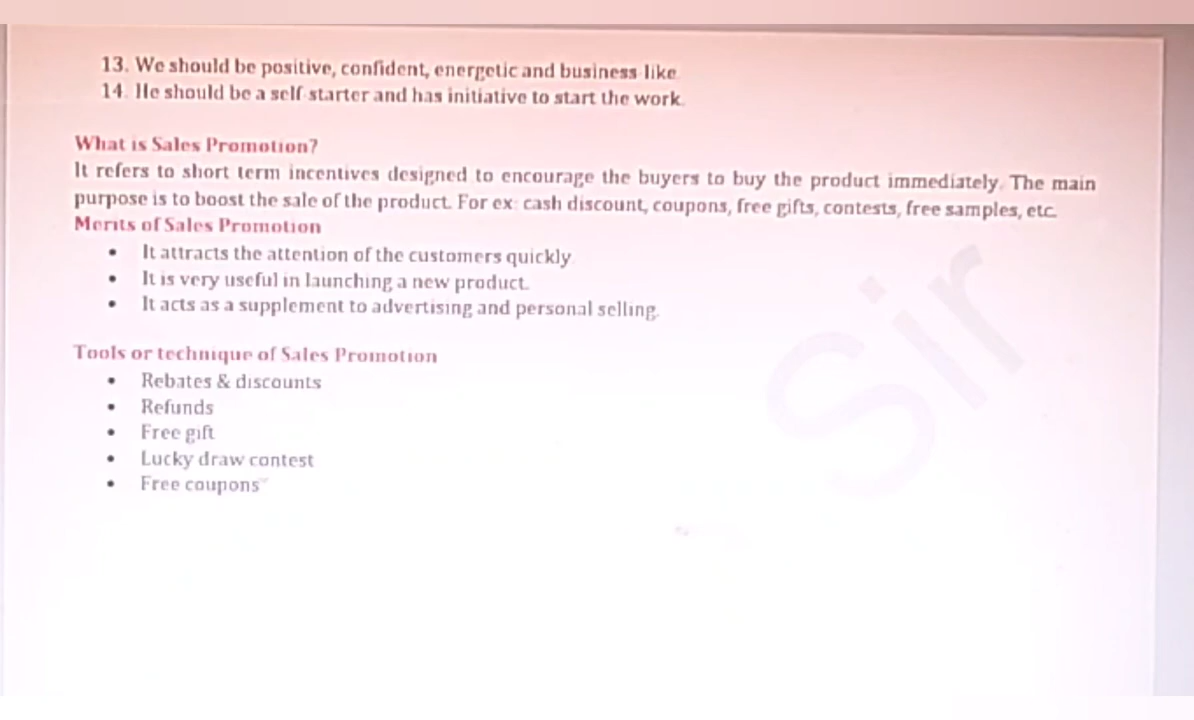 13. We should be positive, confident, energetic and business like
14. He should be a self starter and has initiative to start the work.
What is Sales Promotion?
It refers to short term incentives designed to encourage the buyers to buy the product immediately. The main
purpose is to boost the sale of the product. For ex: cash discount, coupons, free gifts, contests, free samples, etc.
Merits of Sales Promotion
• It attracts the attention of the customers quickly
• It is very useful in launching a new product.
• It acts as a supplement to advertising and personal selling.
Tools or technique of Sales Promotion
• Rebates & discounts
• Refunds
• Free gift
• Lucky draw contest
• Free coupons
Sir